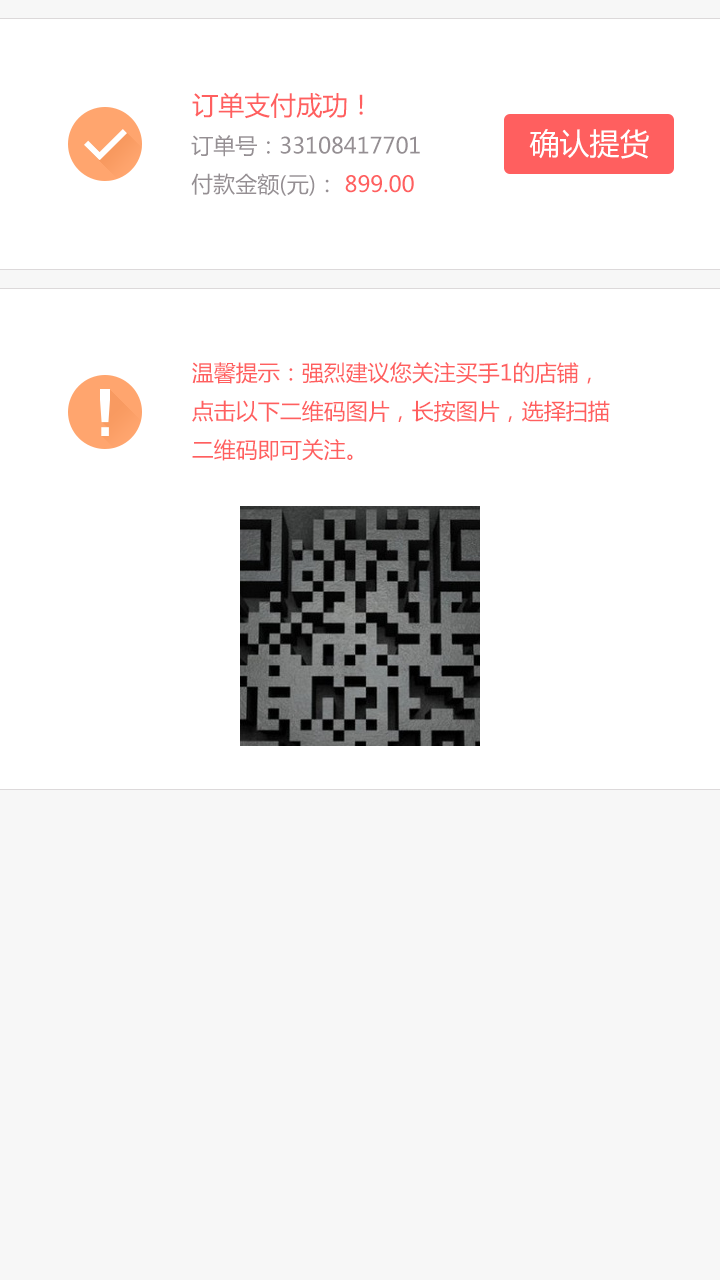 订单支付成功！
订单号：33108417701
付款金额(元)： 899.00
确认提货
温馨提示：强烈建议您关注买手1的店铺，
点击以下二维码图片，长按图片，选择扫描
二维码即可关注。